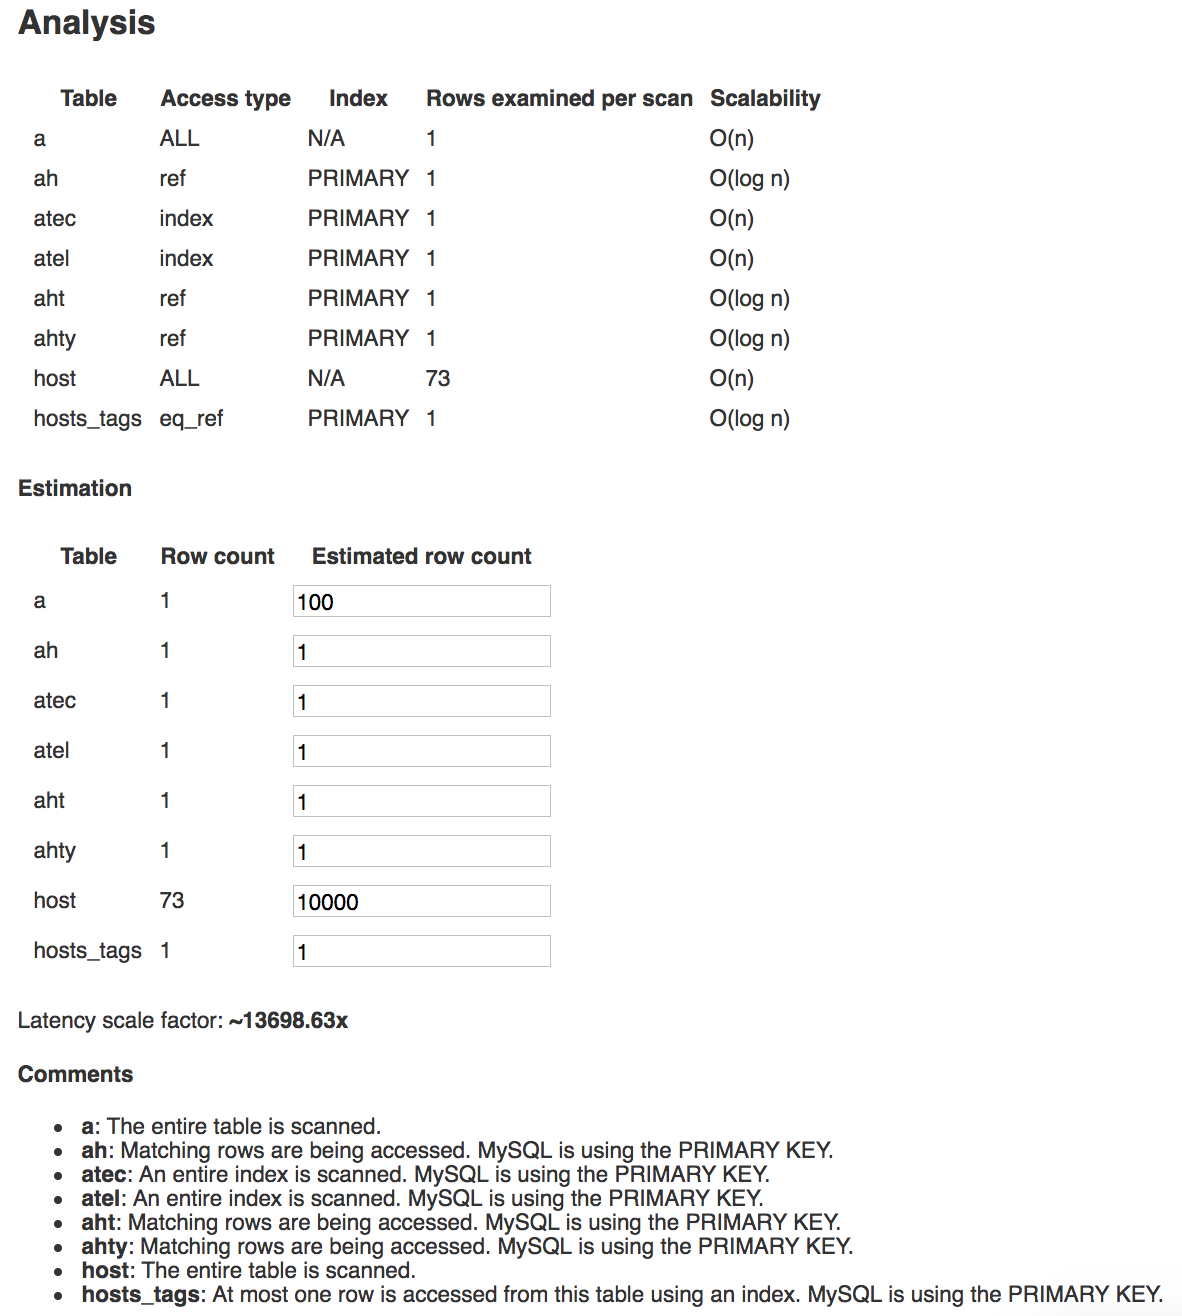 Analysis
Table Access type Index Rows examined per scan Scalability
a ALL N/A 1 O(n)
ah ref PRIMARY 1 O(log n)
atec index PRIMARY 1 O(n)
atel index PRIMARY 1 O(n)
aht ref PRIMARY 1 O(log n)
ahty ref PRIMARY 1 O(log n)
host ALL N/A 73 O(n)
hosts_tags eq_ref PRIMARY 1 O(log n)
Estimation
Table Row count Estimated row count
a 1 100
ah 1 1
atec 1 1
atel 1 1
aht 1 1
ahty 1 1
host 73 10000
hosts_tags 1 1
Latency scale factor: ~13698.63x
Comments
• a: The entire table is scanned.
• ah: Matching rows are being accessed. MySQL is using the PRIMARY KEY.
• atec: An entire index is scanned. MySQL is using the PRIMARY KEY.
• atel: An entire index is scanned. MySQL is using the PRIMARY KEY.
• aht: Matching rows are being accessed. MySQL is using the PRIMARY KEY.
• ahty: Matching rows are being accessed. MySQL is using the PRIMARY KEY.
• host: The entire table is scanned.
• hosts_tags: At most one row is accessed from this table using an index. MySQL is using the PRIMARY KEY.